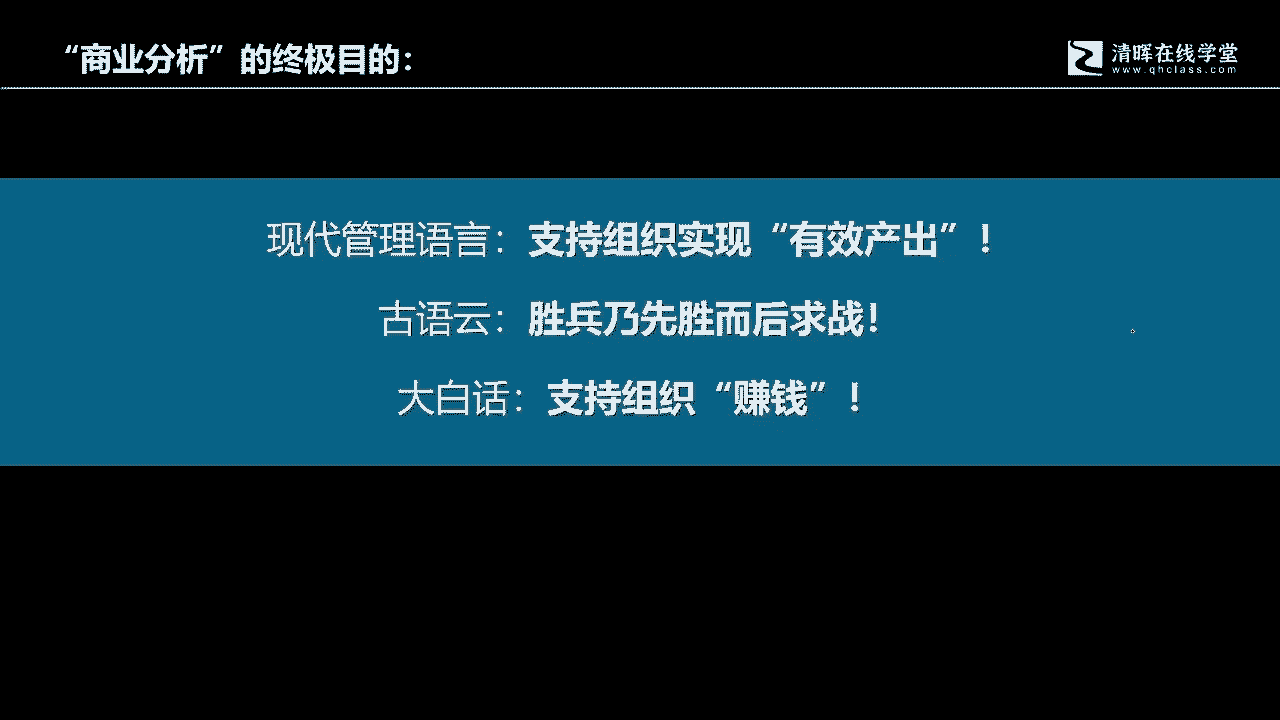 “商业分析”的终极目的：
清晖在线学堂
www.qhclass.com
现代管理语言：支持组织实现“有效产出”！
古语云：胜兵乃先胜而后求战！
大白话：支持组织“赚钱”！